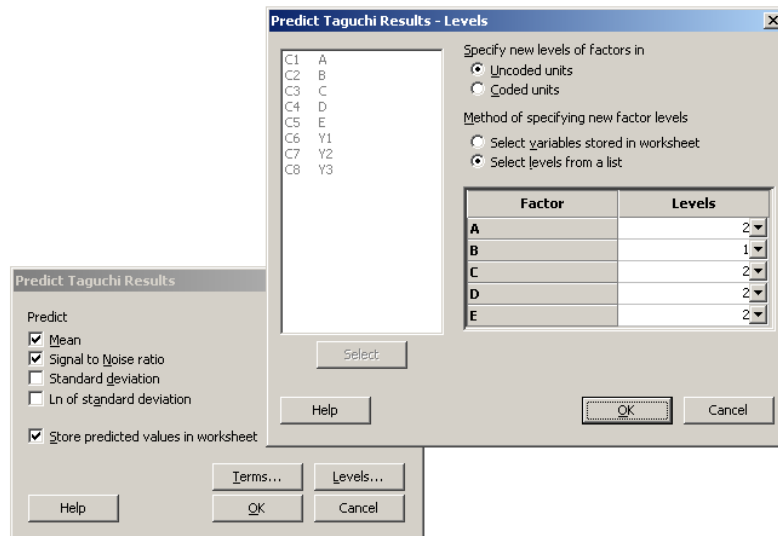 Predict Taguchi Results - Levels
C1 A
C2 B
C3 C
C4 D
C5 E
C6 Y1
C7 Y2
C8 Y3
Select
Specify new levels of factors in
Uncoded units
Coded units
Method of specifying new factor levels
Select variables stored in worksheet
Select levels from a list
Factor Levels
A 2
B 1
C 2
D 2
E 2
Help OK Cancel
Predict Taguchi Results
Predict
Mean
Signal to Noise ratio
Standard deviation
Ln of standard deviation
Store predicted values in worksheet
Terms... Levels...
Help OK Cancel